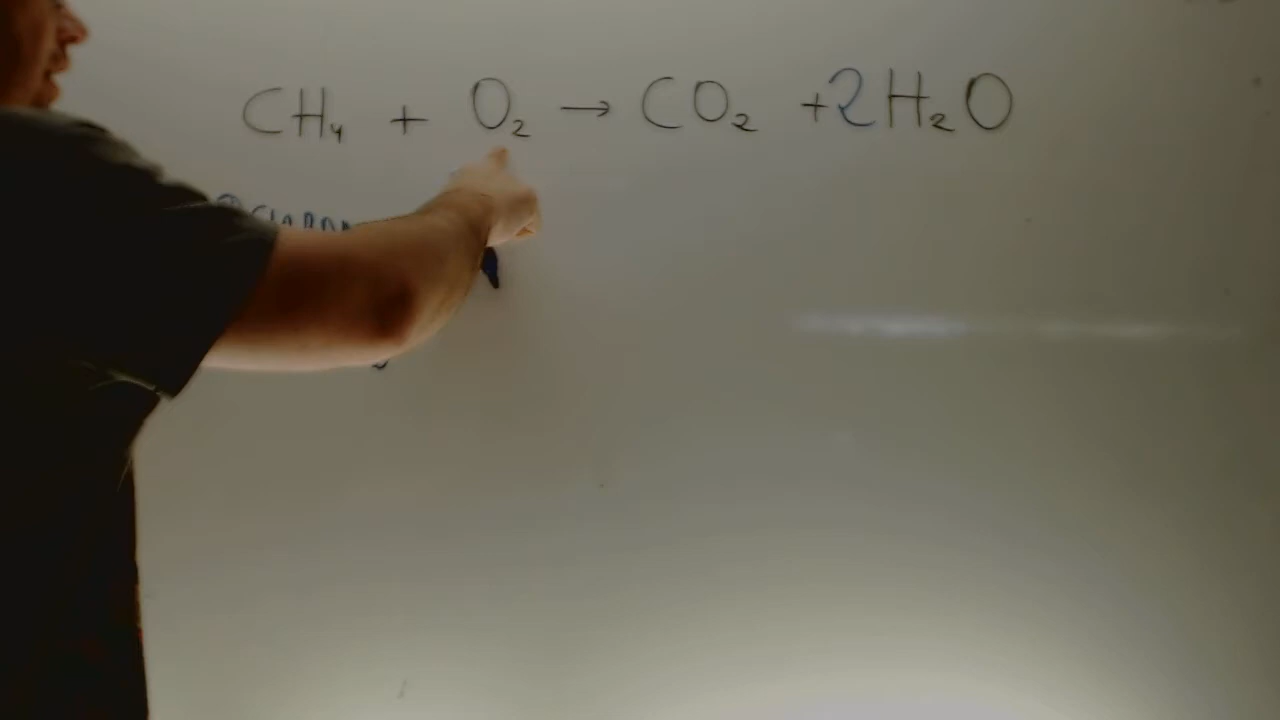 CH₄ + O₂ → CO₂ + 2H₂O